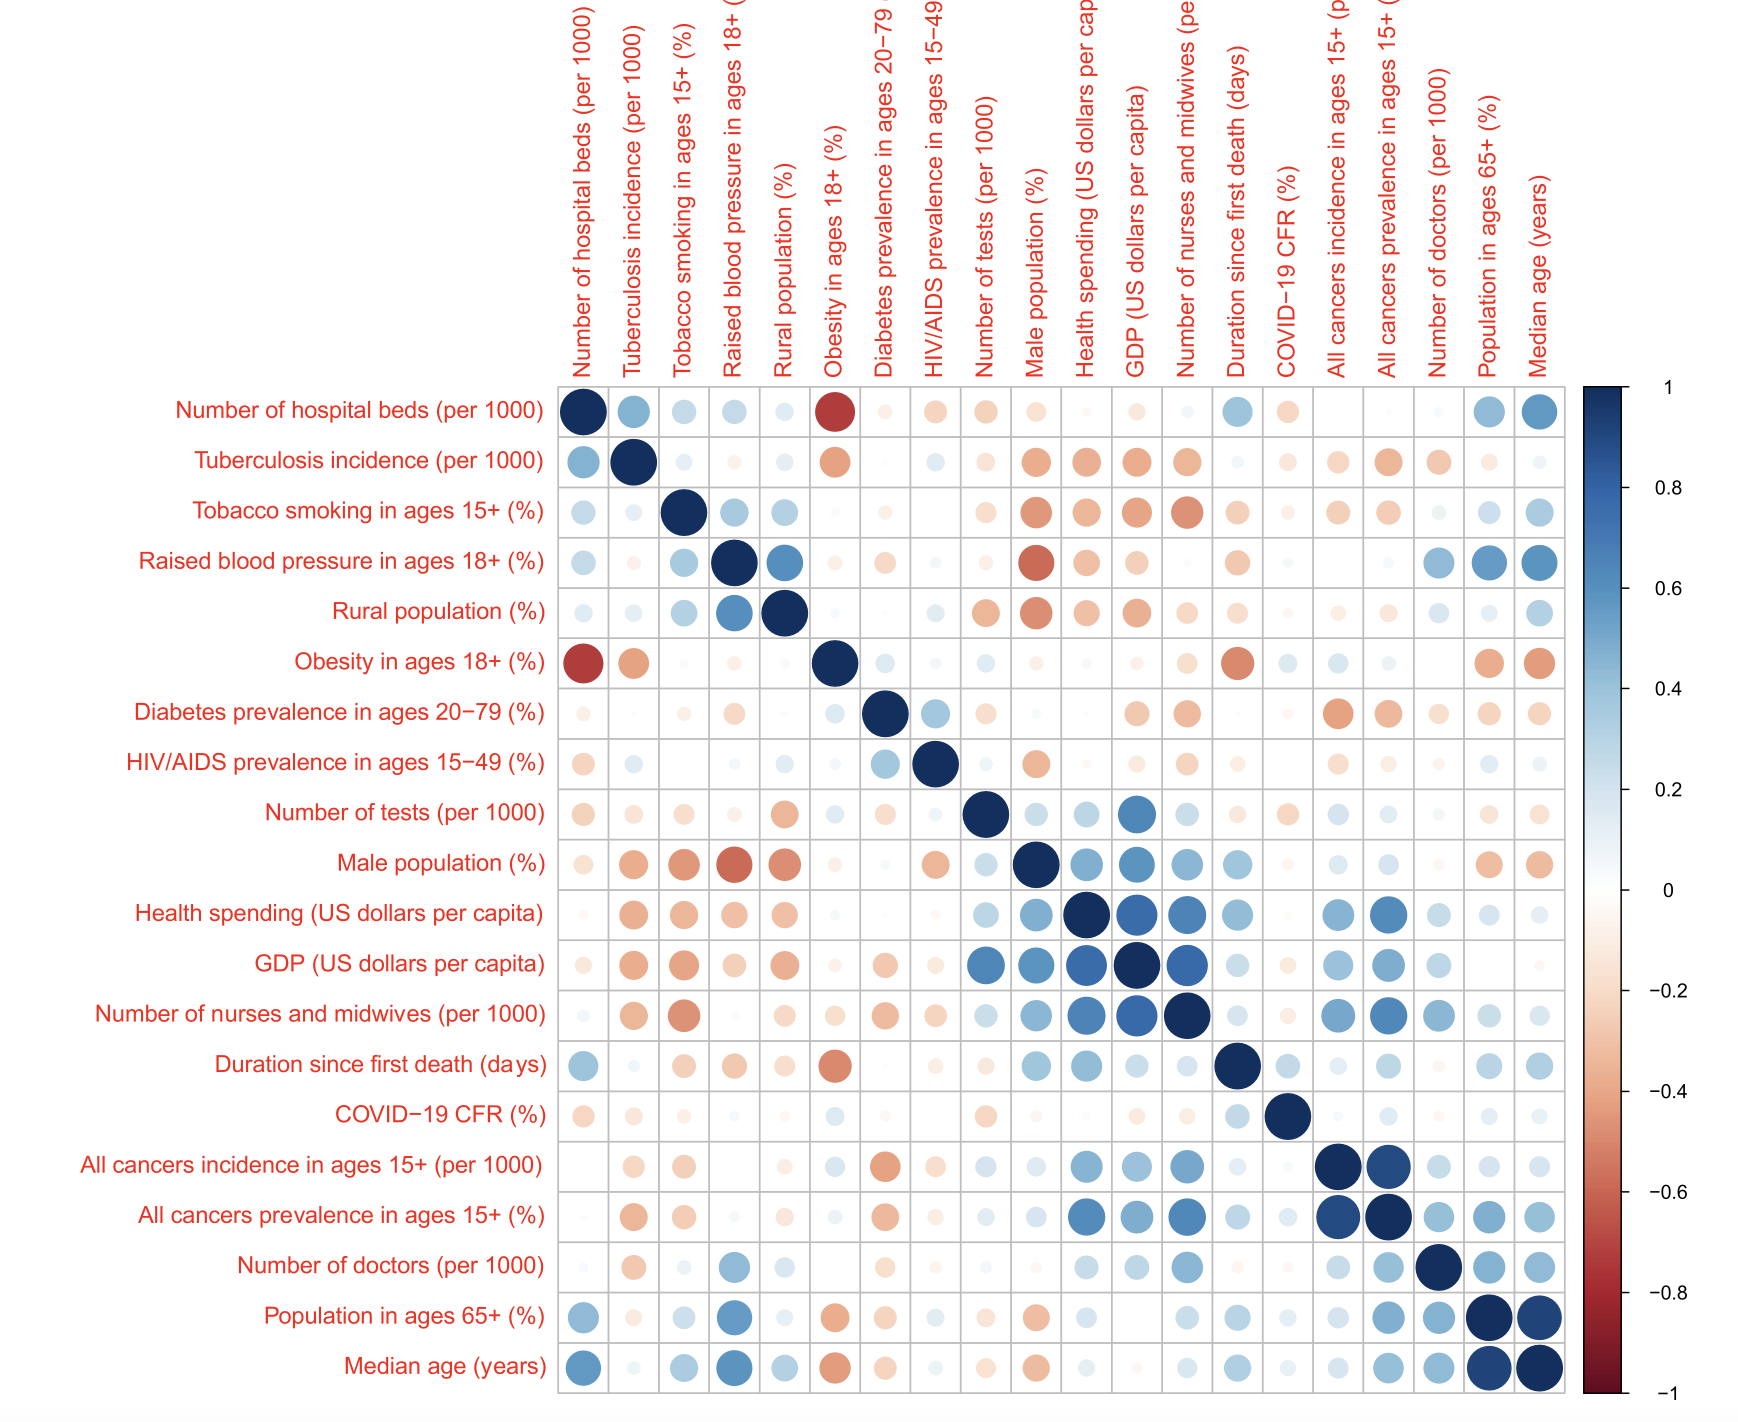 Number of hospital beds (per 1000)
Tuberculosis incidence (per 1000)
Tobacco smoking in ages 15+ (%)
Raised blood pressure in ages 18+ (
Rural population (%)
Obesity in ages 18+ (%)
Diabetes prevalence in ages 20−79
HIV/AIDS prevalence in ages 15−49
Number of tests (per 1000)
Male population (%)
Health spending (US dollars per cap
GDP (US dollars per capita)
Number of nurses and midwives (pe
Duration since first death (days)
COVID−19 CFR (%)
All cancers incidence in ages 15+ (p
All cancers prevalence in ages 15+ (
Number of doctors (per 1000)
Population in ages 65+ (%)
Median age (years)
Number of hospital beds (per 1000)
Tuberculosis incidence (per 1000)
Tobacco smoking in ages 15+ (%)
Raised blood pressure in ages 18+ (%)
Rural population (%)
Obesity in ages 18+ (%)
Diabetes prevalence in ages 20−79 (%)
HIV/AIDS prevalence in ages 15−49 (%)
Number of tests (per 1000)
Male population (%)
Health spending (US dollars per capita)
GDP (US dollars per capita)
Number of nurses and midwives (per 1000)
Duration since first death (days)
COVID−19 CFR (%)
All cancers incidence in ages 15+ (per 1000)
All cancers prevalence in ages 15+ (%)
Number of doctors (per 1000)
Population in ages 65+ (%)
Median age (years)
1
0.8
0.6
0.4
0.2
0
−0.2
−0.4
−0.6
−0.8
−1